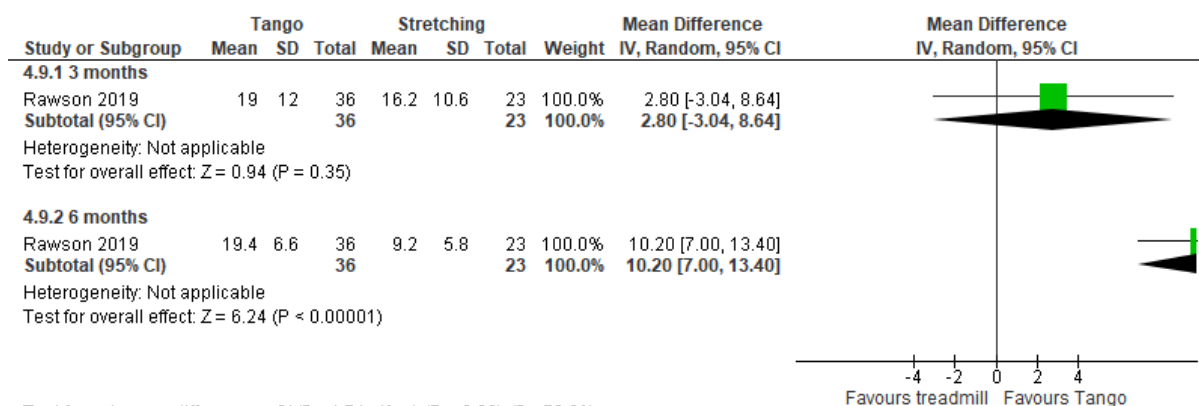 Tango Stretching Mean Difference Mean Difference
Study or Subgroup Mean SD Total Mean SD Total Weight IV, Random, 95% CI IV, Random, 95% CI
4.9.1 3 months
Rawson 2019 19 12 36 16.2 10.6 23 100.0% 2.80 [-3.04, 8.64]
Subtotal (95% CI) 36 23 100.0% 2.80 [-3.04, 8.64]
Heterogeneity: Not applicable
Test for overall effect: Z = 0.94 (P = 0.35)
4.9.2 6 months
Rawson 2019 19.4 6.6 36 9.2 5.8 23 100.0% 10.20 [7.00, 13.40]
Subtotal (95% CI) 36 23 100.0% 10.20 [7.00, 13.40]
Heterogeneity: Not applicable
Test for overall effect: Z = 6.24 (P < 0.00001)
-4 -2 0 2 4
Favours treadmill Favours Tango